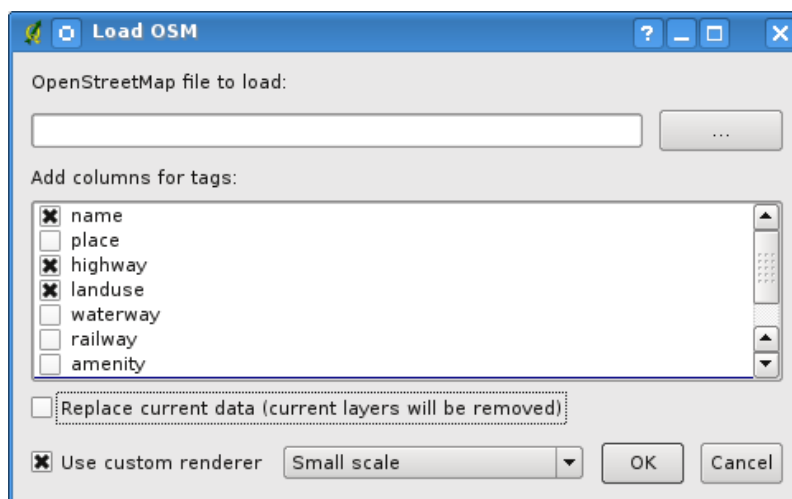 Load OSM
?
OpenStreetMap file to load:
...
Add columns for tags:
name
place
highway
landuse
waterway
railway
amenity
Replace current data (current layers will be removed)
Use custom renderer Small scale OK Cancel